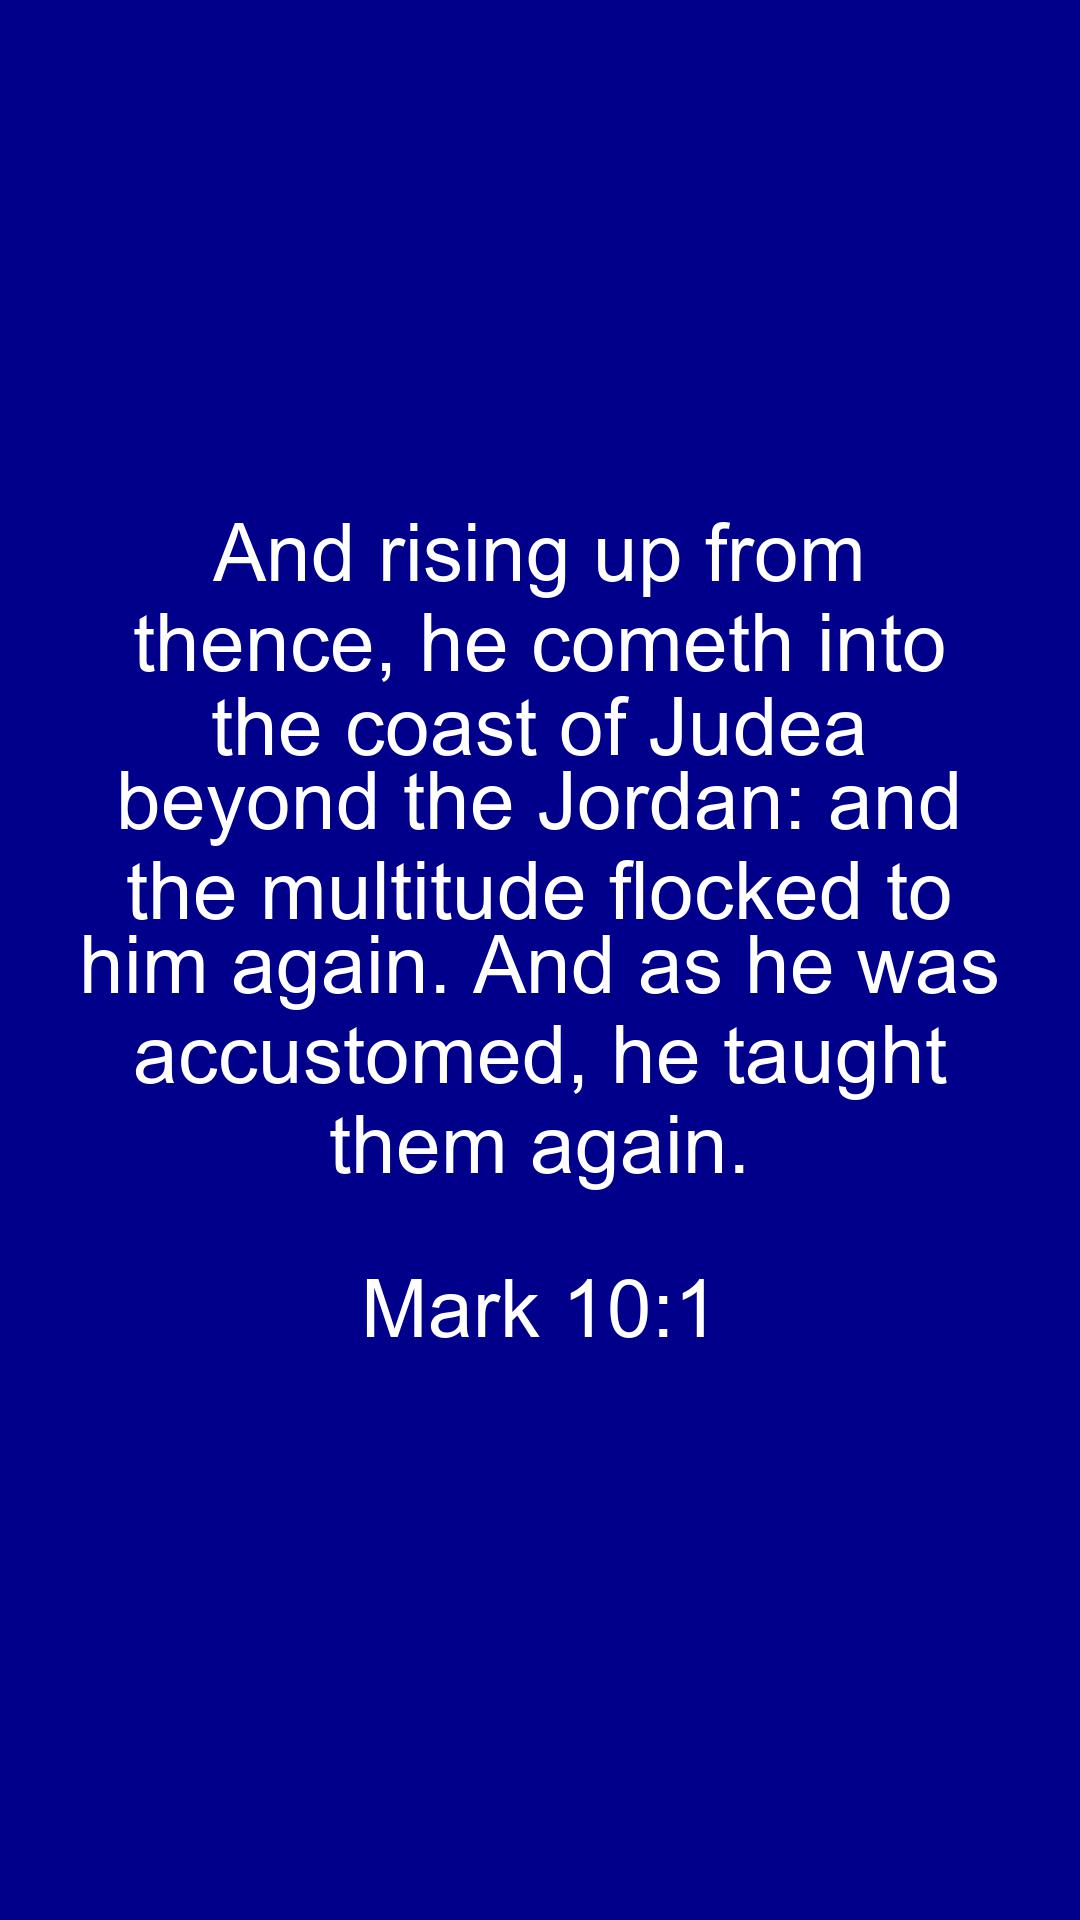 And rising up from
thence, he cometh into
the coast of Judea
beyond the Jordan: and
the multitude flocked to
him again. And as he was
accustomed, he taught
them again.
Mark 10:1